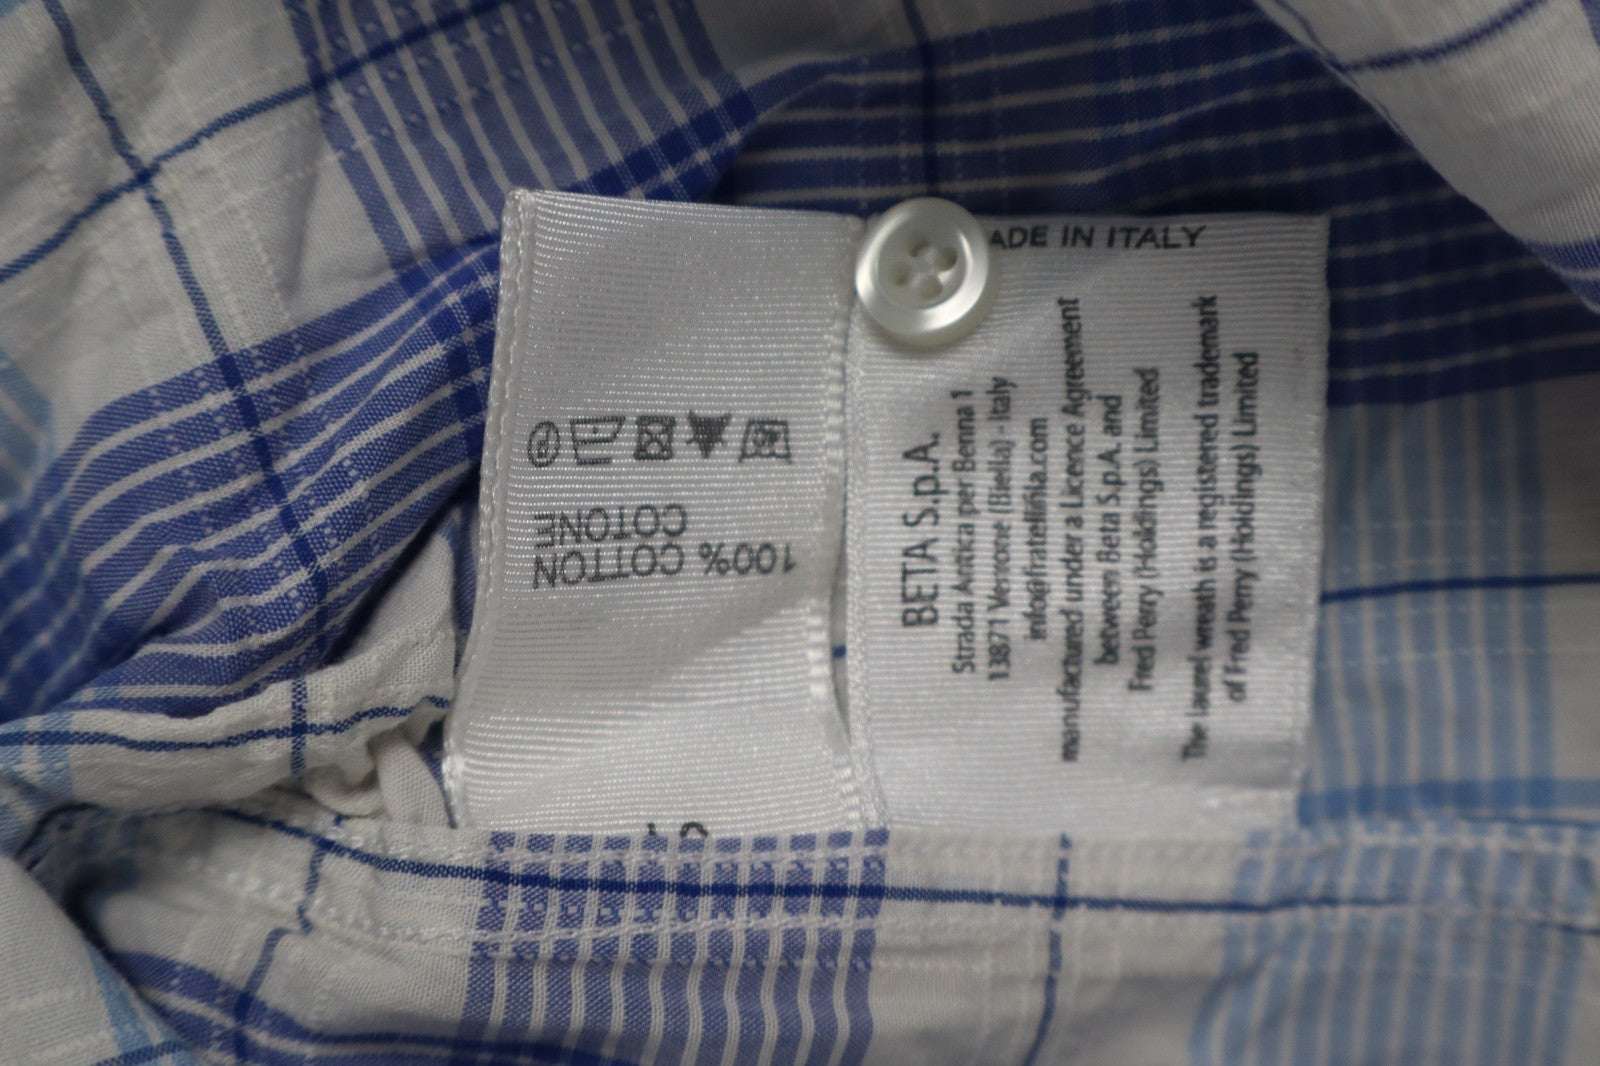 100% COTTON
COTONE
COTONE
ADE IN ITALY
BETA S.p.A.
Strada Antica per Benna 1
13871 Verrone (Biella) - Italy
info@fratellifila.com
manufactured under a Licence Agreement
between Beta S.p.A. and
Fred Perry (Holdings) Limited
The laurel wreath is a registered trademark
of Fred Perry (Holdings) Limited